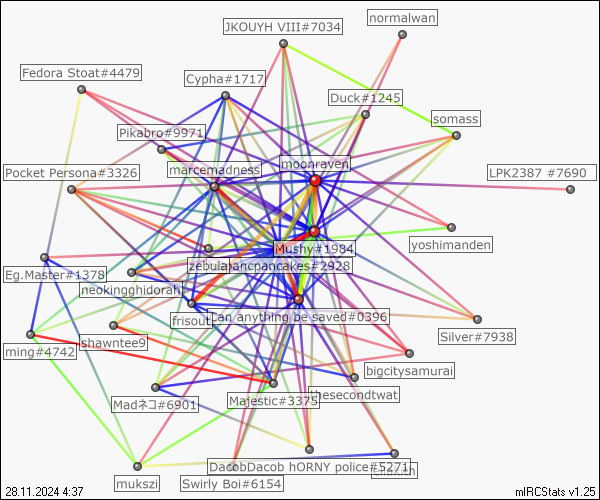 normalwan
JKOUYH VIII#7034
Fedora Stoat#4479
Cypha#1717
Duck#1245
somass
Pikabro#9971
moonraven
marcemadness
Pocket Persona#3326
LPK2387 #7690
yoshimanden
Mushy#1984
zebula
ancpancakes#2928
Eg.Master#1378
neokingghidorah
frisout
Can anything be saved#0396
Silver#7938
shawntee9
ming#4742
bigcitysamurai
thesecondtwat
Majestic#3375
Madネコ#6901
DacobDacob hORNY police#5271
mukszi
Swirly Boi#6154
28.11.2024 4:37
mIRCStats v1.25